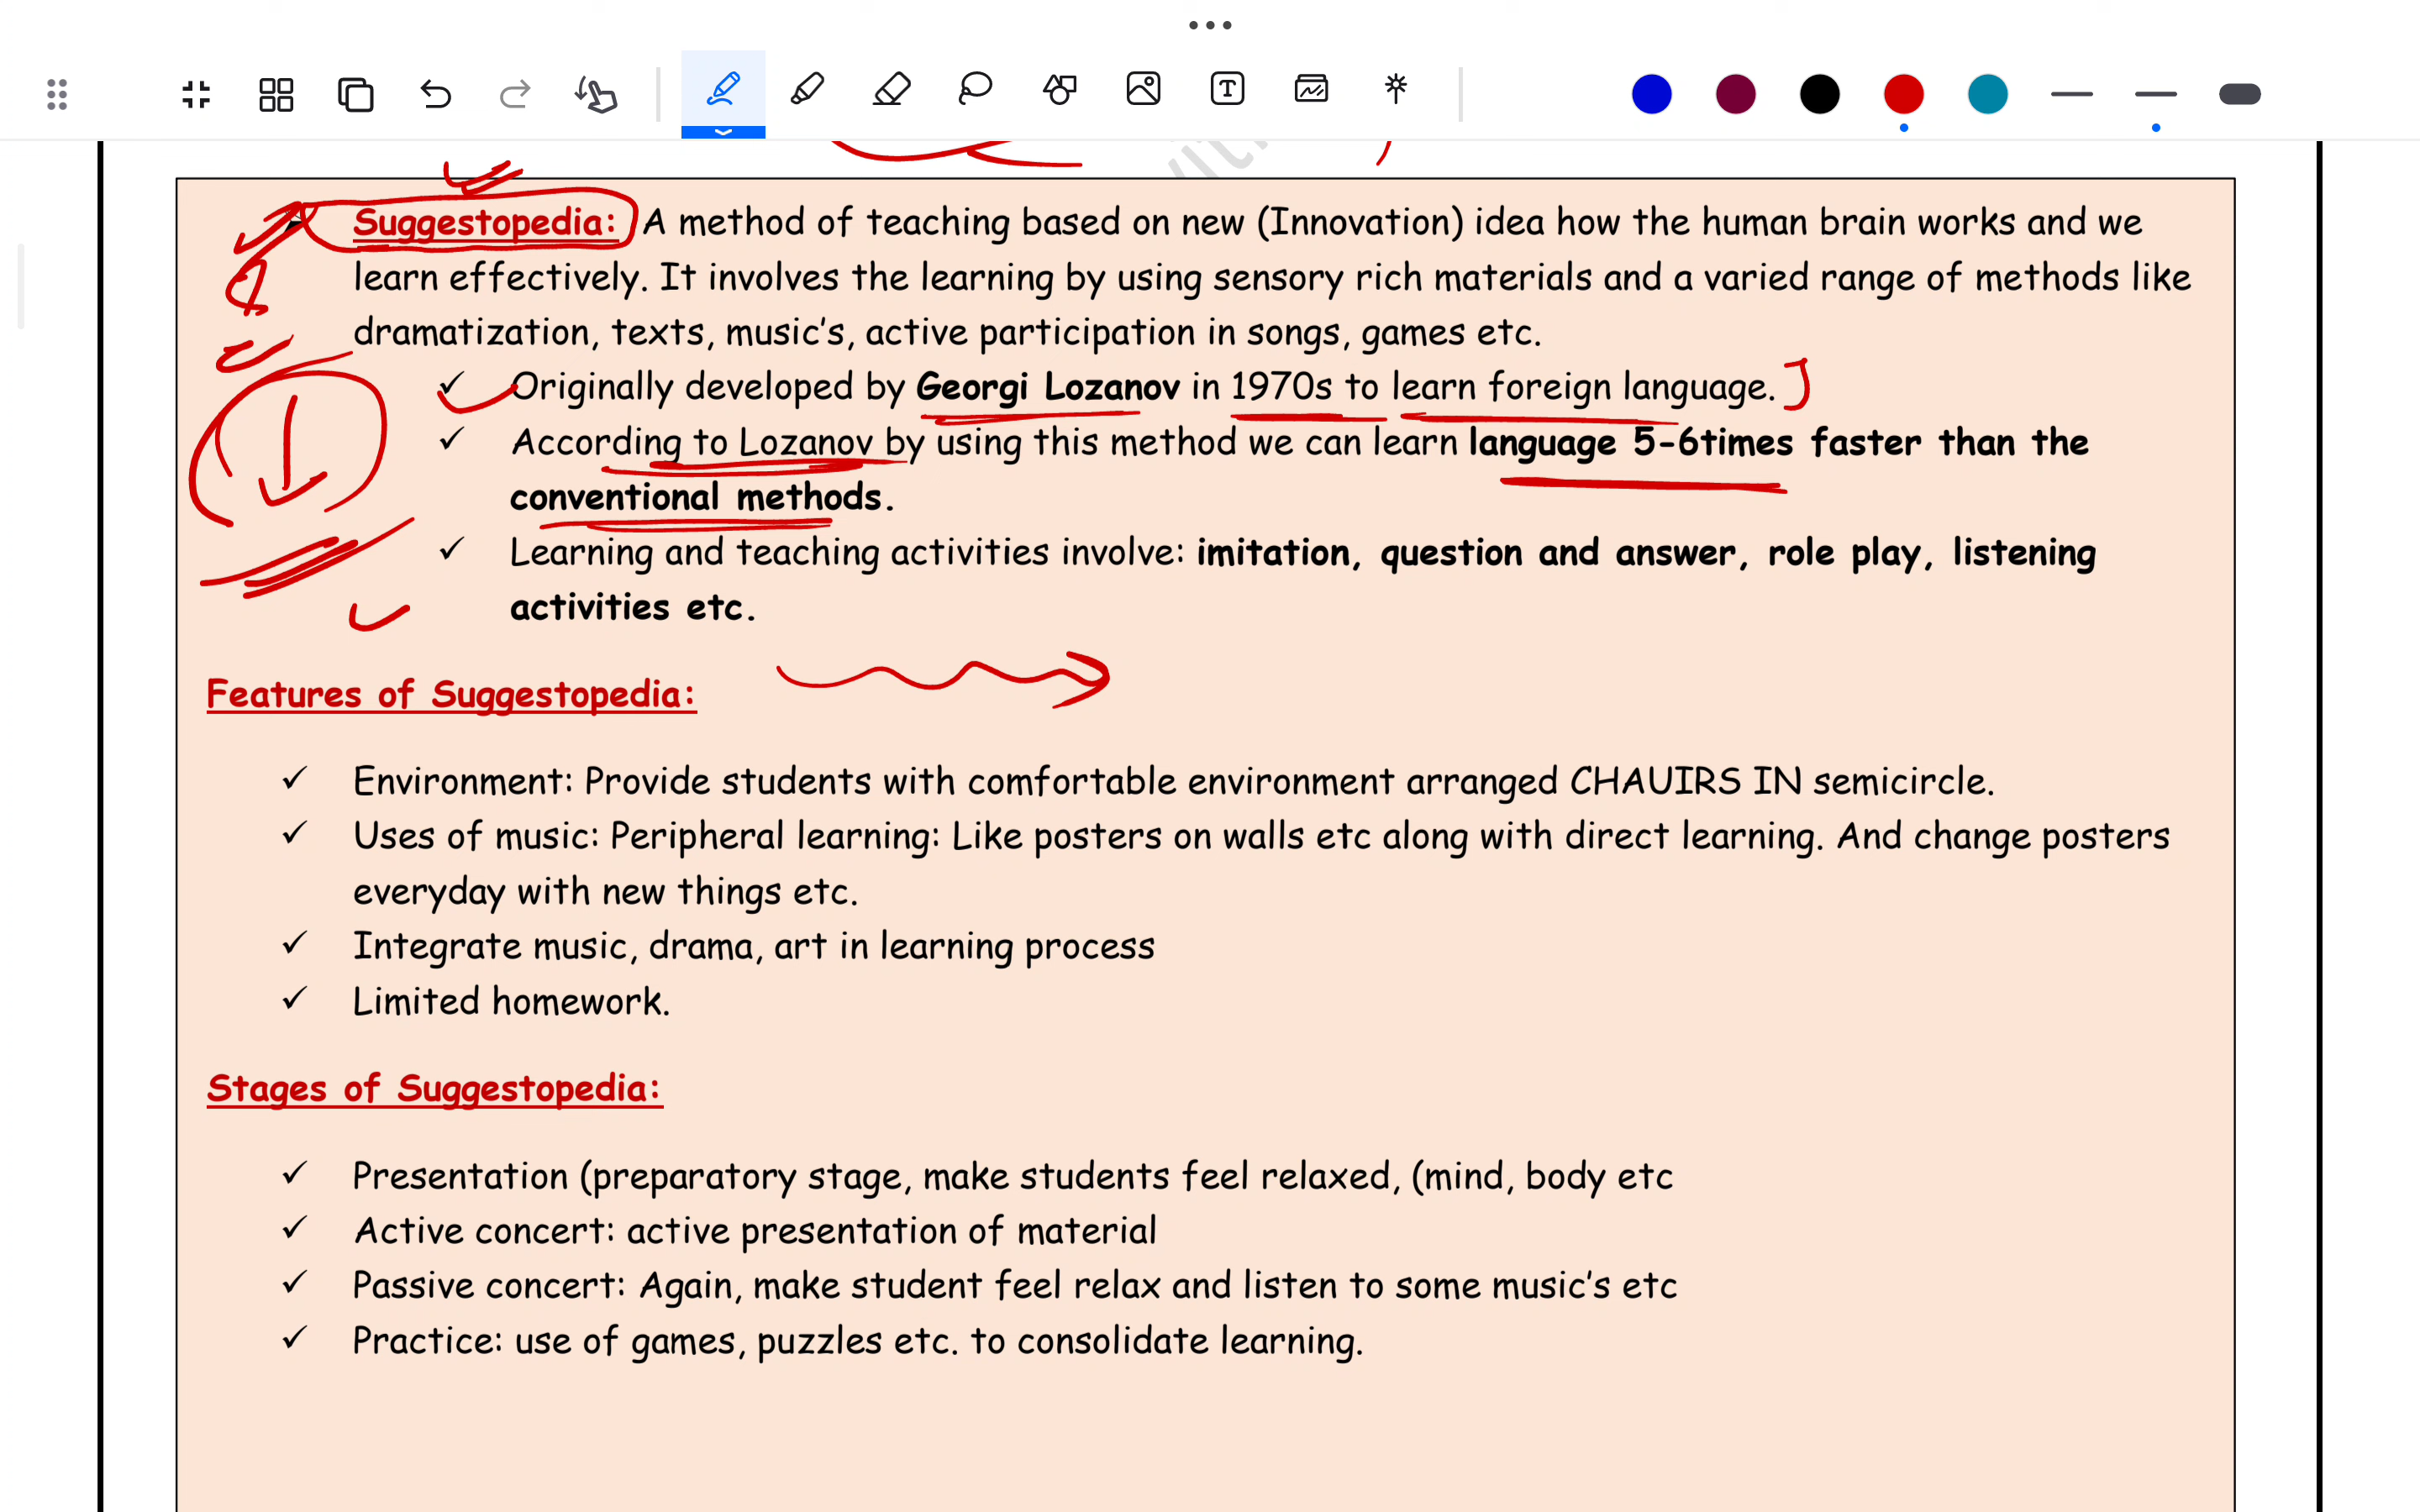 Suggestopedia: A method of teaching based on new (Innovation) idea how the human brain works and we
learn effectively. It involves the learning by using sensory rich materials and a varied range of methods like
dramatization, texts, music's, active participation in songs, games etc.
✓ Originally developed by Georgi Lozanov in 1970s to learn foreign language.
✓ According to Lozanov by using this method we can learn language 5-6times faster than the
conventional methods.
✓ Learning and teaching activities involve: imitation, question and answer, role play, listening
activities etc.
Features of Suggestopedia:
✓ Environment: Provide students with comfortable environment arranged CHAUIRS IN semicircle.
✓ Uses of music: Peripheral learning: Like posters on walls etc along with direct learning. And change posters
everyday with new things etc.
✓ Integrate music, drama, art in learning process
✓ Limited homework.
Stages of Suggestopedia:
✓ Presentation (preparatory stage, make students feel relaxed, (mind, body etc
✓ Active concert: active presentation of material
✓ Passive concert: Again, make student feel relax and listen to some music's etc
✓ Practice: use of games, puzzles etc. to consolidate learning.